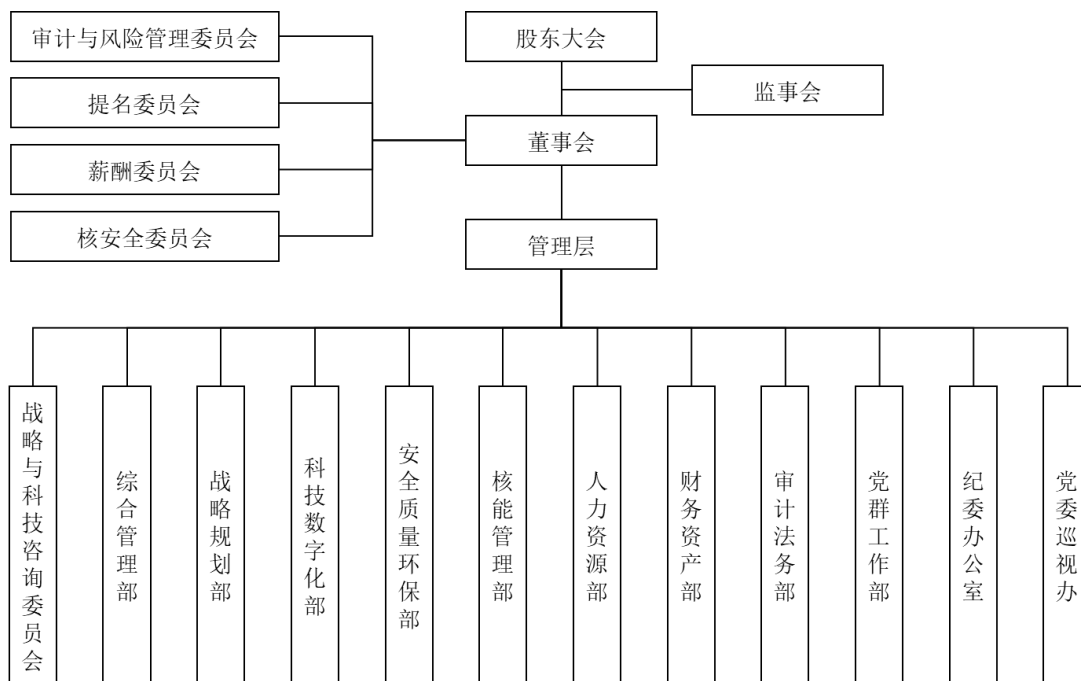 审计与风险管理委员会
股东大会
监事会
提名委员会
董事会
薪酬委员会
核安全委员会
管理层
战略与科技咨询委员会
综合管理部
战略规划部
科技数字化部
安全质量环保部
核能管理部
人力资源部
财务资产部
审计法务部
党群工作部
纪委办公室
党委巡视办